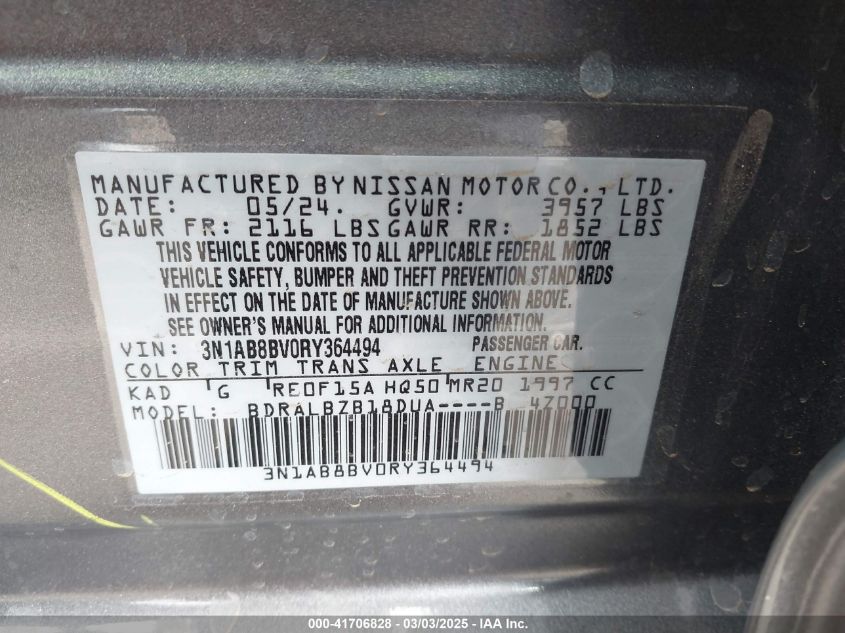 MANUFACTURED BY NISSAN MOTOR CO., LTD.
DATE: 05/24. GVWR: 3957 LBS
GAWR FR: 2116 LBS GAWR RR: 1852 LBS
THIS VEHICLE CONFORMS TO ALL APPLICABLE FEDERAL MOTOR
VEHICLE SAFETY, BUMPER AND THEFT PREVENTION STANDARDS
IN EFFECT ON THE DATE OF MANUFACTURE SHOWN ABOVE.
SEE OWNER'S MANUAL FOR ADDITIONAL INFORMATION.
VIN: 3N1AB8BV0RY364494 PASSENGER CAR.
COLOR TRIM TRANS AXLE ENGINE
KAD G RE0F15A HQ50 MR20 1997 CC
MODEL: BDRALBZB18DUA----B 4Z000
3N1AB8BV0RY364494
000-41706828 - 03/03/2025 - IAA Inc.